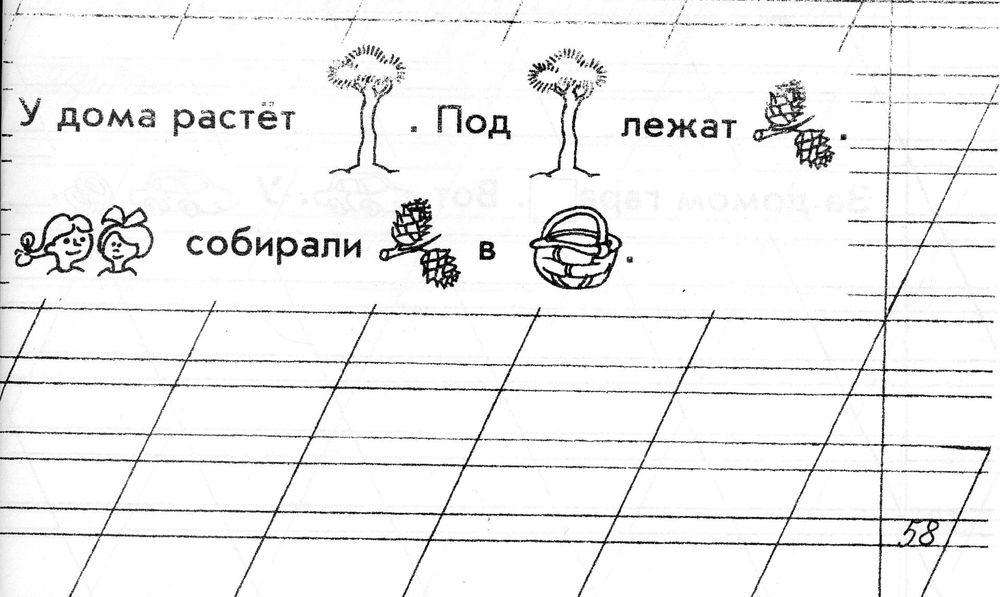 У дома растёт . Под лежат .
собирали в .
58